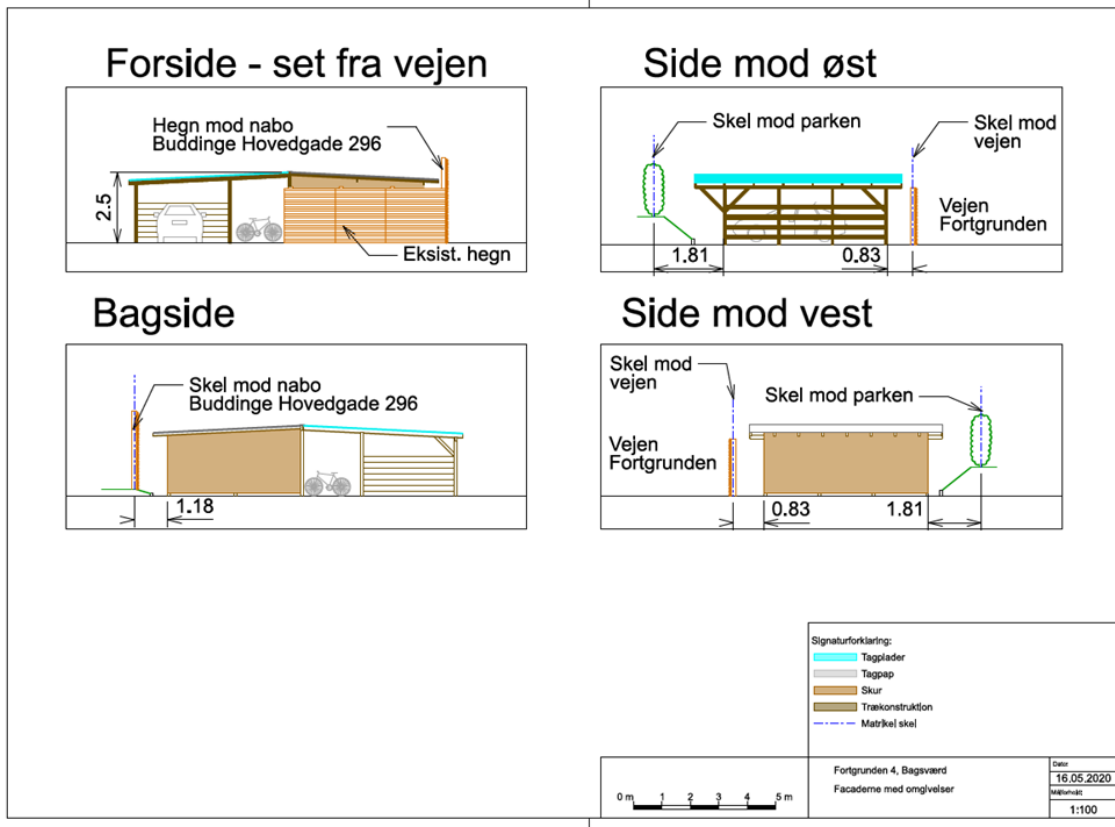 Forside - set fra vejen
Hegn mod nabo
Buddinge Hovedgade 296
2.5
Eksist. hegn
Side mod øst
Skel mod parken
Skel mod
vejen
Vejen
Fortgrunden
1.81
0.83
Bagside
Skel mod nabo
Buddinge Hovedgade 296
1.18
Side mod vest
Skel mod
vejen
Skel mod parken
Vejen
Fortgrunden
0.83
1.81
Signaturforklaring:
Tagplader
Tagpap
Skur
Trækonstruktion
Matrikel skel
0 m 1 2 3 4 5 m
Fortgrunden 4, Bagsværd
Facaderne med omgivelser
Dato:
16.05.2020
Målforhold:
1:100